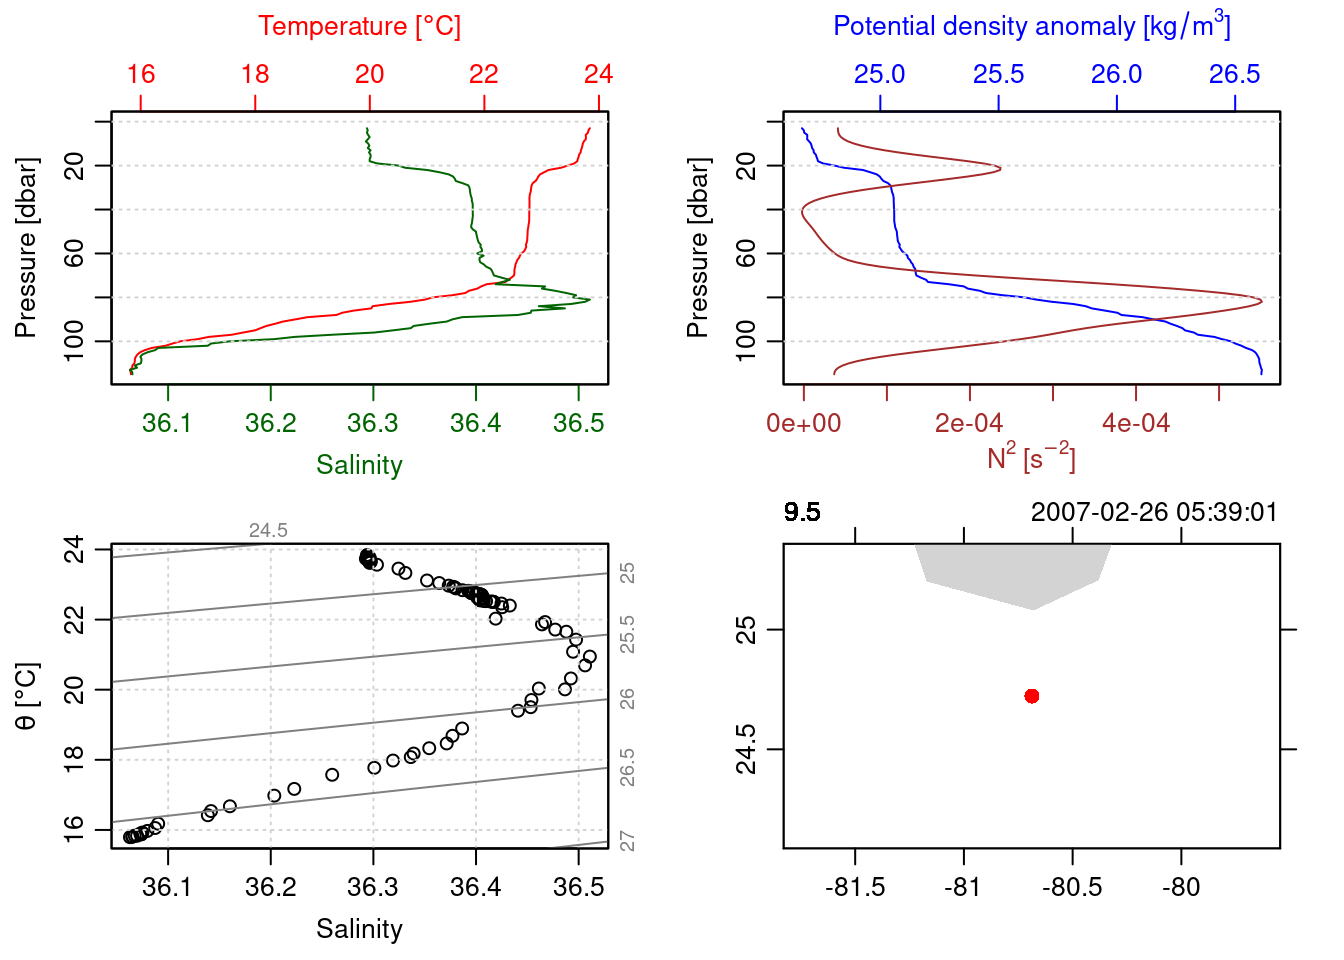 Temperature [°C]
16 18 20 22 24
Pressure [dbar]
20
60
100
36.1 36.2 36.3 36.4 36.5
Salinity
Potential density anomaly [kg/m³]
25.0 25.5 26.0 26.5
Pressure [dbar]
20
60
100
0e+00 2e-04 4e-04
N² [s⁻²]
24.5
24
22
20
18
16
θ [°C]
25
25.5
26
26.5
27
36.1 36.2 36.3 36.4 36.5
Salinity
9.5 2007-02-26 05:39:01
25
24.5
-81.5 -81 -80.5 -80